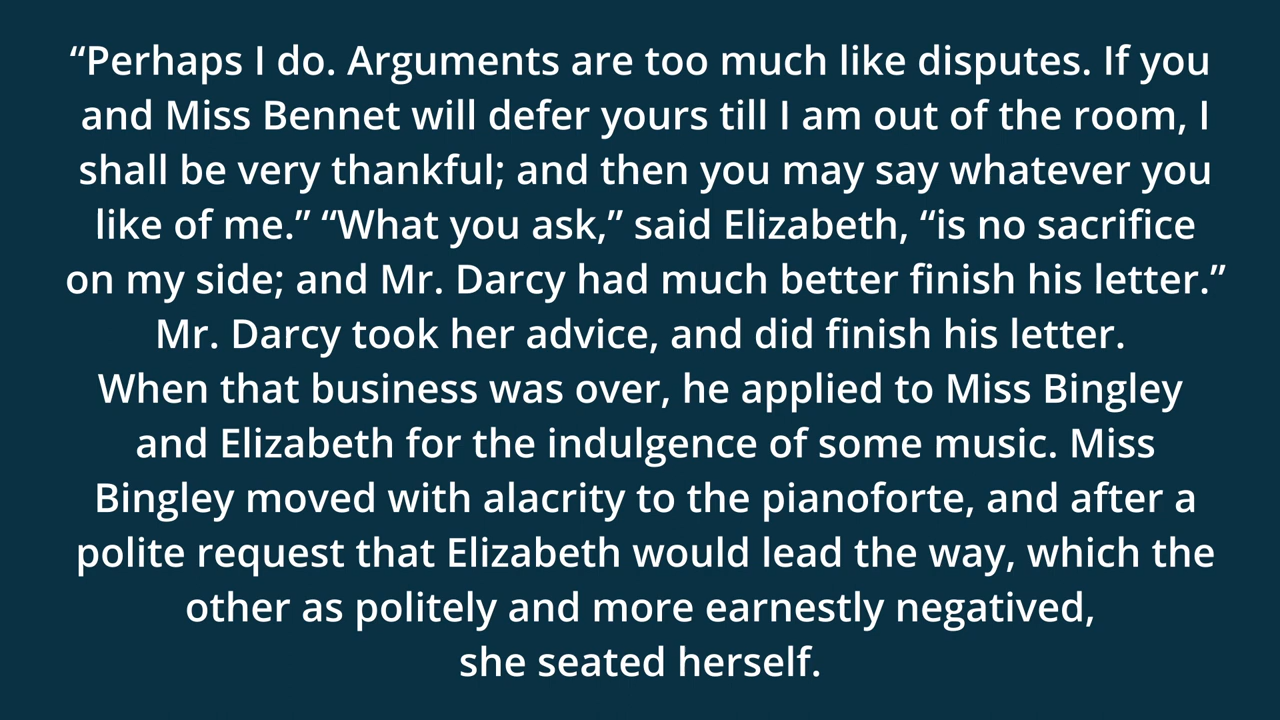 “Perhaps I do. Arguments are too much like disputes. If you
and Miss Bennet will defer yours till I am out of the room, I
shall be very thankful; and then you may say whatever you
like of me.” “What you ask,” said Elizabeth, “is no sacrifice
on my side; and Mr. Darcy had much better finish his letter.”
Mr. Darcy took her advice, and did finish his letter.
When that business was over, he applied to Miss Bingley
and Elizabeth for the indulgence of some music. Miss
Bingley moved with alacrity to the pianoforte, and after a
polite request that Elizabeth would lead the way, which the
other as politely and more earnestly negatived,
she seated herself.